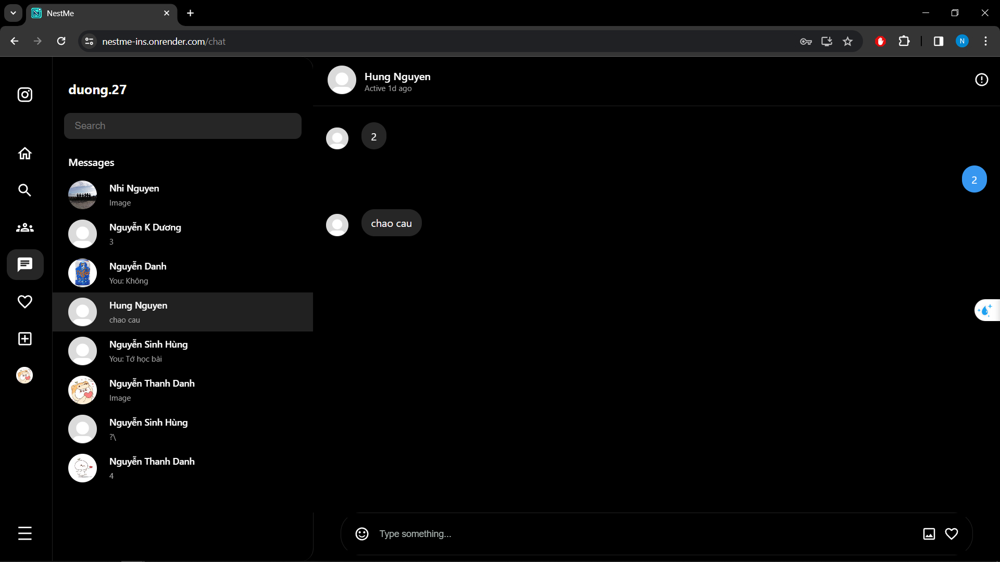 NestMe
nestme-ins.onrender.com/chat
N
duong.27
Search
Messages
Nhi Nguyen
Image
Nguyễn K Dương
3
Nguyễn Danh
You: Không
Hung Nguyen
chao cau
Nguyễn Sinh Hùng
You: Tớ học bài
Nguyễn Thanh Danh
Image
Nguyễn Sinh Hùng
?\
Nguyễn Thanh Danh
4
Hung Nguyen
Active 1d ago
2
2
chao cau
Type something...